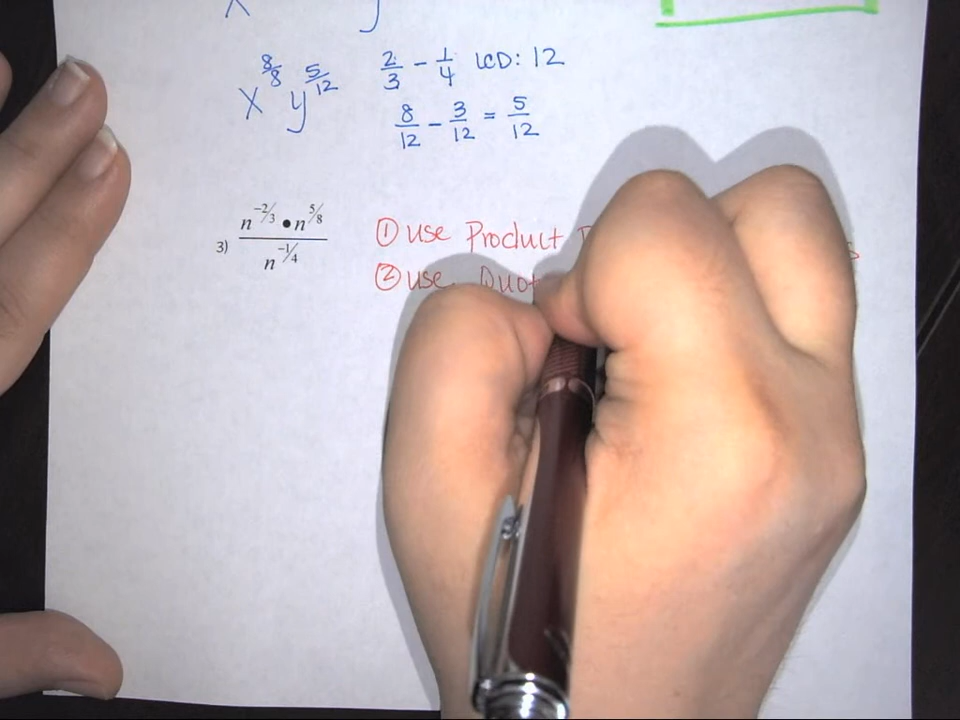 x^{8/8} y^{5/12} 2/3 - 1/4 LCD: 12
8/12 - 3/12 = 5/12
3) \frac{n^{-2/3} • n^{5/8}}{n^{-1/4}}
① use Product
② use